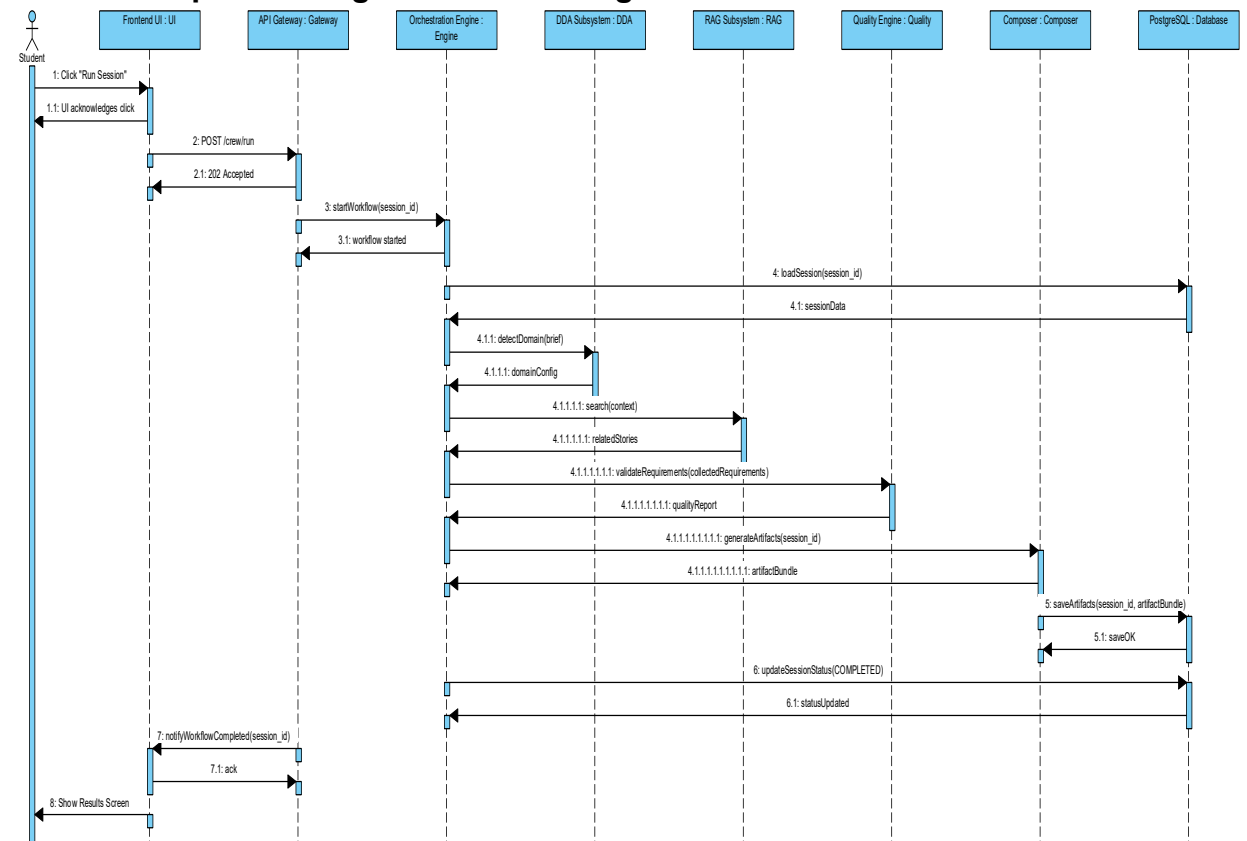 Frontend UI : UI
API Gateway : Gateway
Orchestration Engine :
Engine
DDA Subsystem : DDA
RAG Subsystem : RAG
Quality Engine : Quality
Composer : Composer
PostgreSQL : Database
Student
1: Click "Run Session"
1.1: UI acknowledges click
2: POST /crew/run
2.1: 202 Accepted
3: startWorkflow(session_id)
3.1: workflow started
4: loadSession(session_id)
4.1: sessionData
4.1.1: detectDomain(brief)
4.1.1.1: domainConfig
4.1.1.1.1: search(context)
4.1.1.1.1.1: relatedStories
4.1.1.1.1.1.1: validateRequirements(collectedRequirements)
4.1.1.1.1.1.1.1: qualityReport
4.1.1.1.1.1.1.1.1: generateArtifacts(session_id)
4.1.1.1.1.1.1.1.1.1: artifactBundle
5: saveArtifacts(session_id, artifactBundle)
5.1: saveOK
6: updateSessionStatus(COMPLETED)
6.1: statusUpdated
7: notifyWorkflowCompleted(session_id)
7.1: ack
8: Show Results Screen